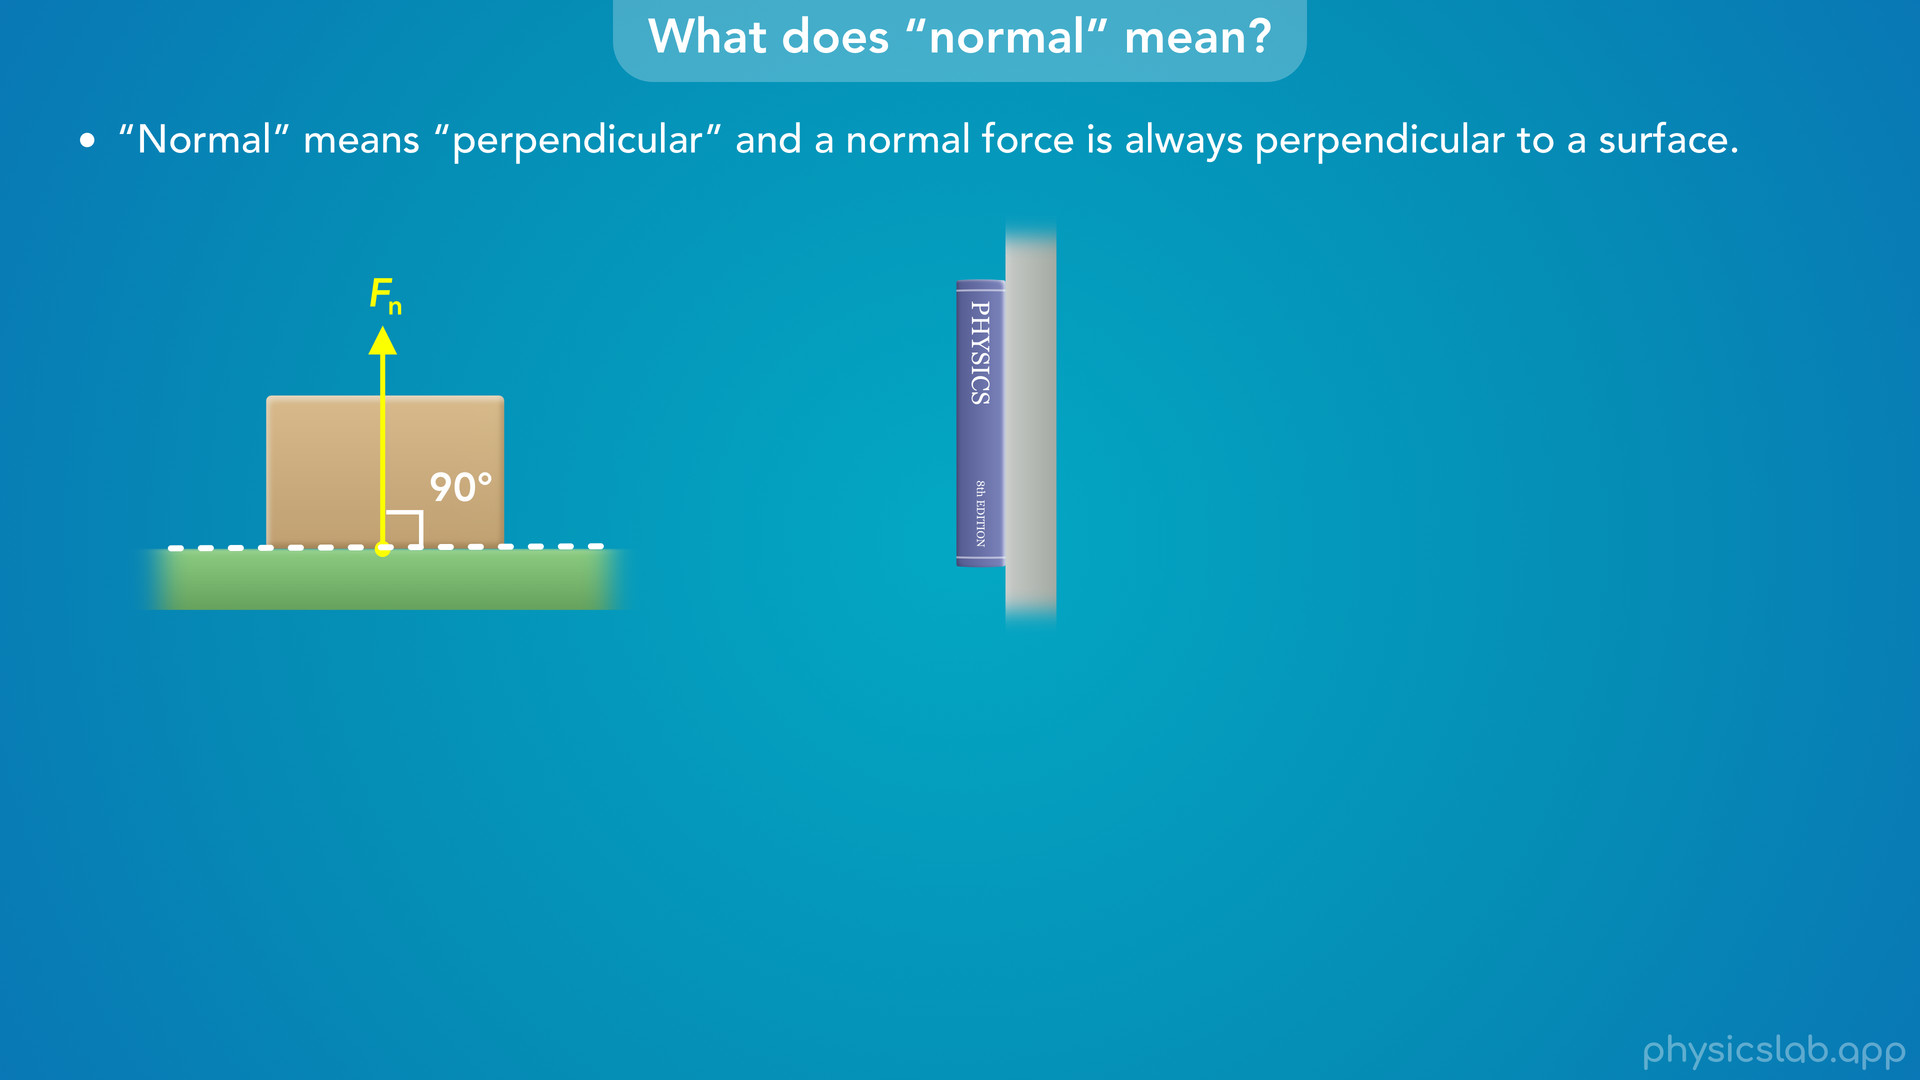 What does “normal” mean?
• “Normal” means “perpendicular” and a normal force is always perpendicular to a surface.
Fn
90°
PHYSICS
8th EDITION
physicslab.app